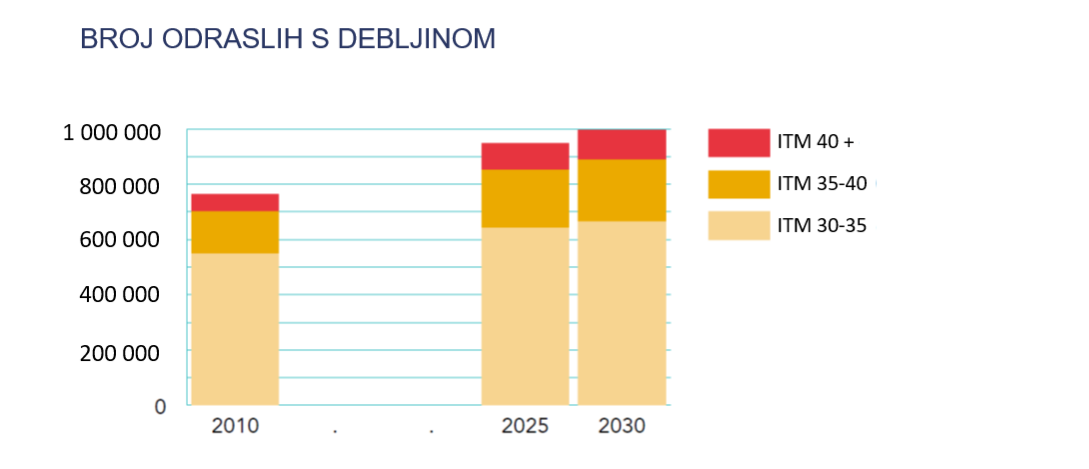 BROJ ODRASLIH S DEBLJINOM
1 000 000
800 000
600 000
400 000
200 000
0
2010 . . 2025 2030
ITM 40 +
ITM 35-40
ITM 30-35